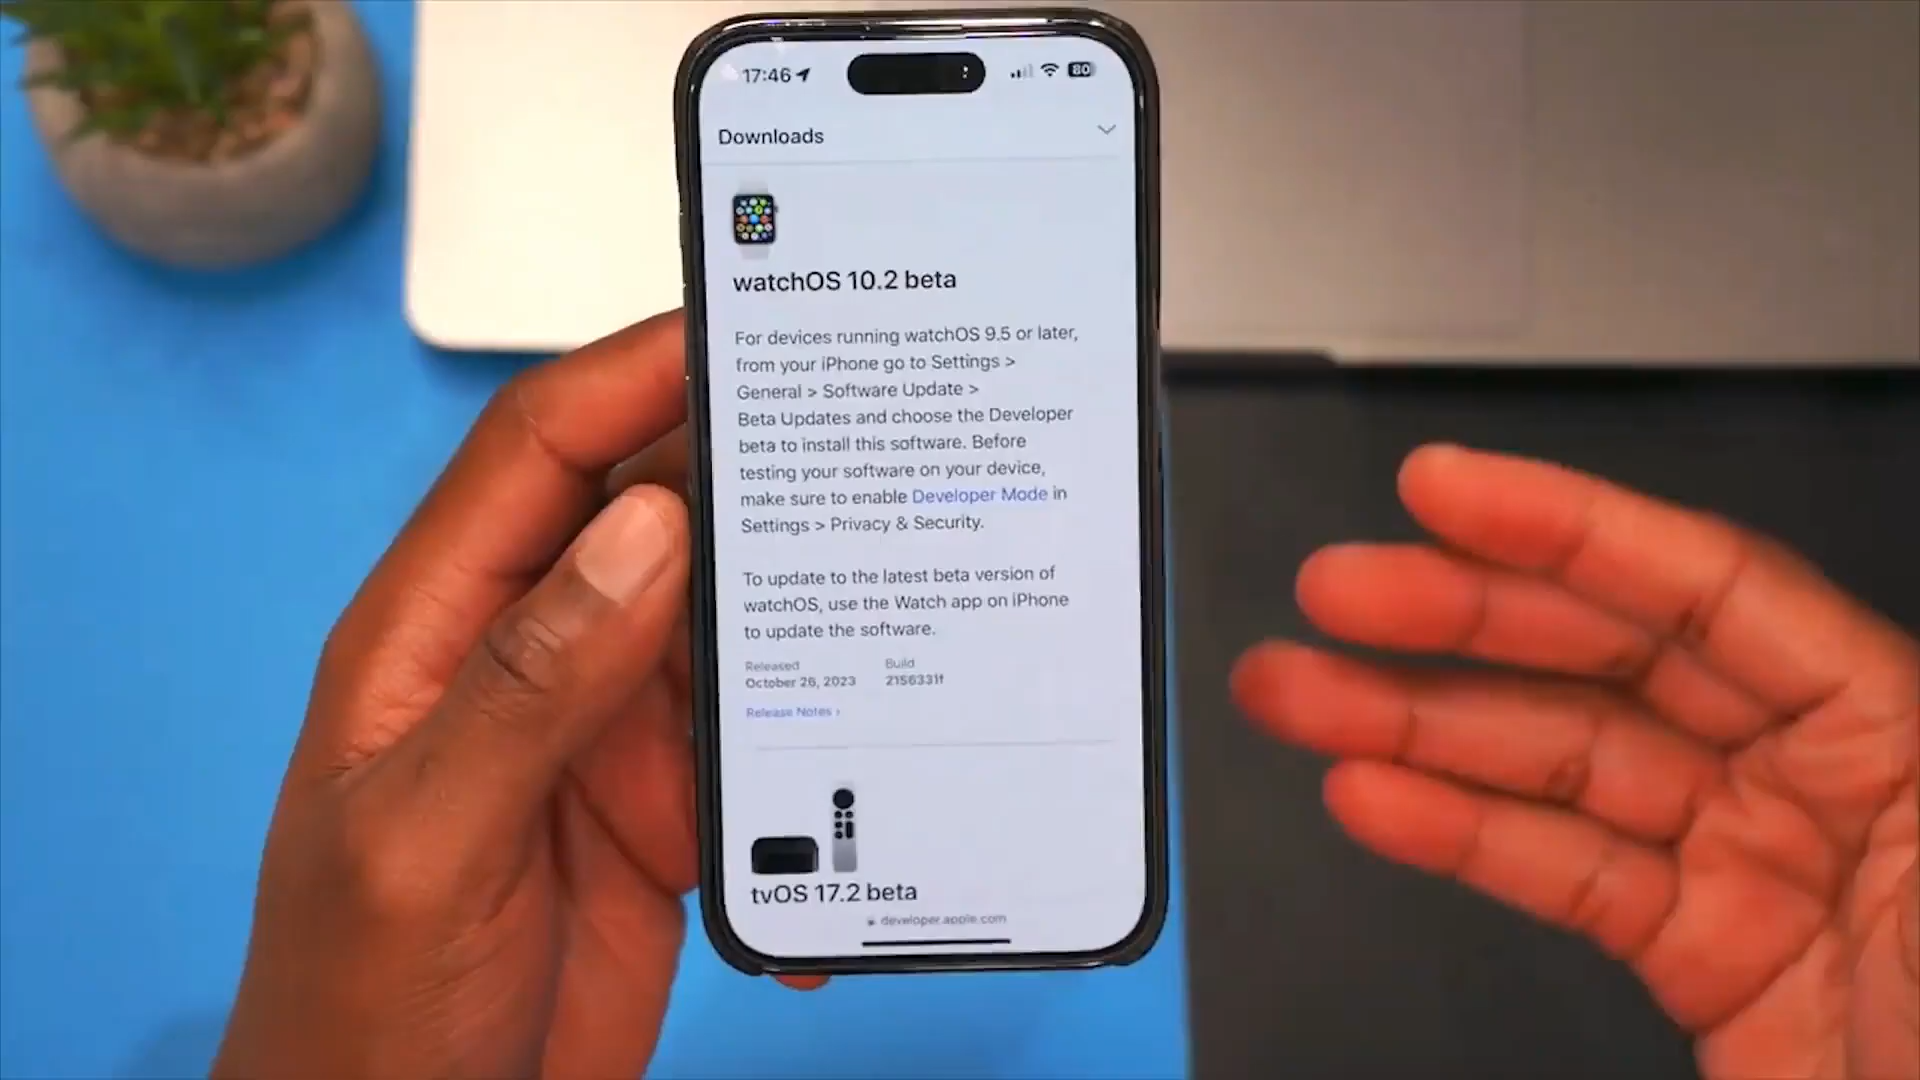 17:46
80
Downloads
watchOS 10.2 beta
For devices running watchOS 9.5 or later,
from your iPhone go to Settings >
General > Software Update >
Beta Updates and choose the Developer
beta to install this software. Before
testing your software on your device,
make sure to enable Developer Mode in
Settings > Privacy & Security.
To update to the latest beta version of
watchOS, use the Watch app on iPhone
to update the software.
Released
Build
October 26, 2023
Release Notes ›
tvOS 17.2 beta
developer.apple.com